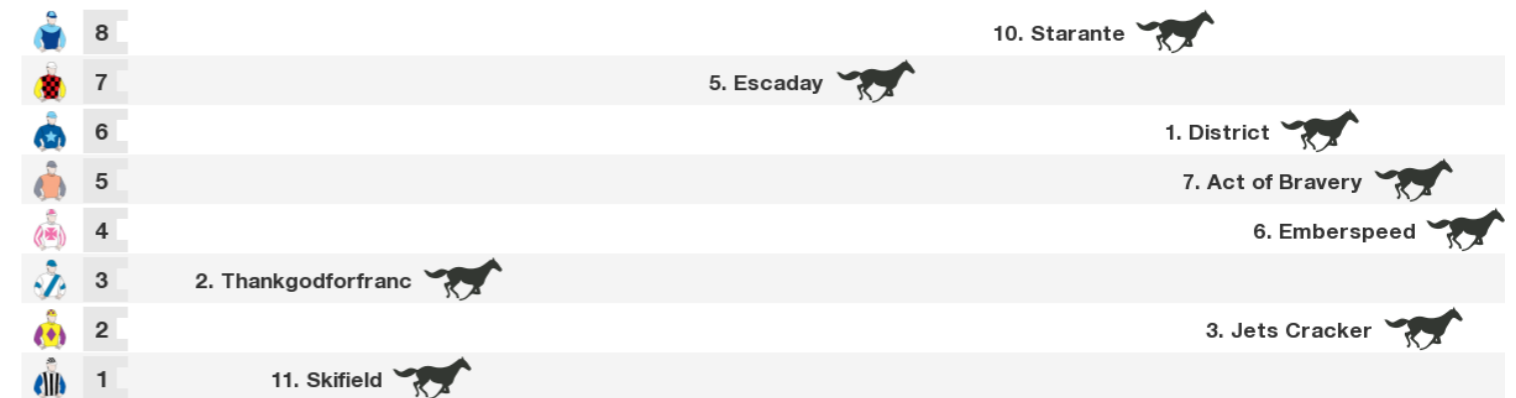 8 10. Starante
7 5. Escaday
6 1. District
5 7. Act of Bravery
4 6. Emberspeed
3 2. Thankgodforfranc
2 3. Jets Cracker
1 11. Skifield